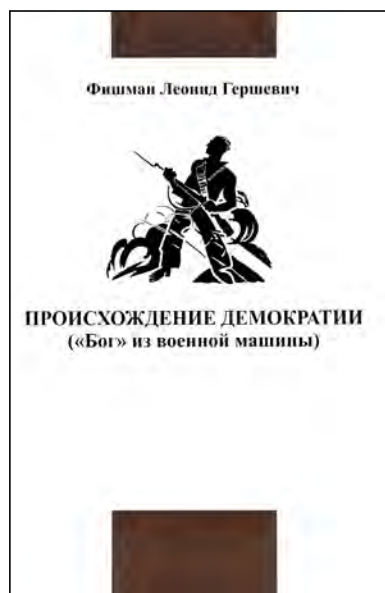 Фишман Леонид Гершевич
ПРОИСХОЖДЕНИЕ ДЕМОКРАТИИ
(«Бог» из военной машины)